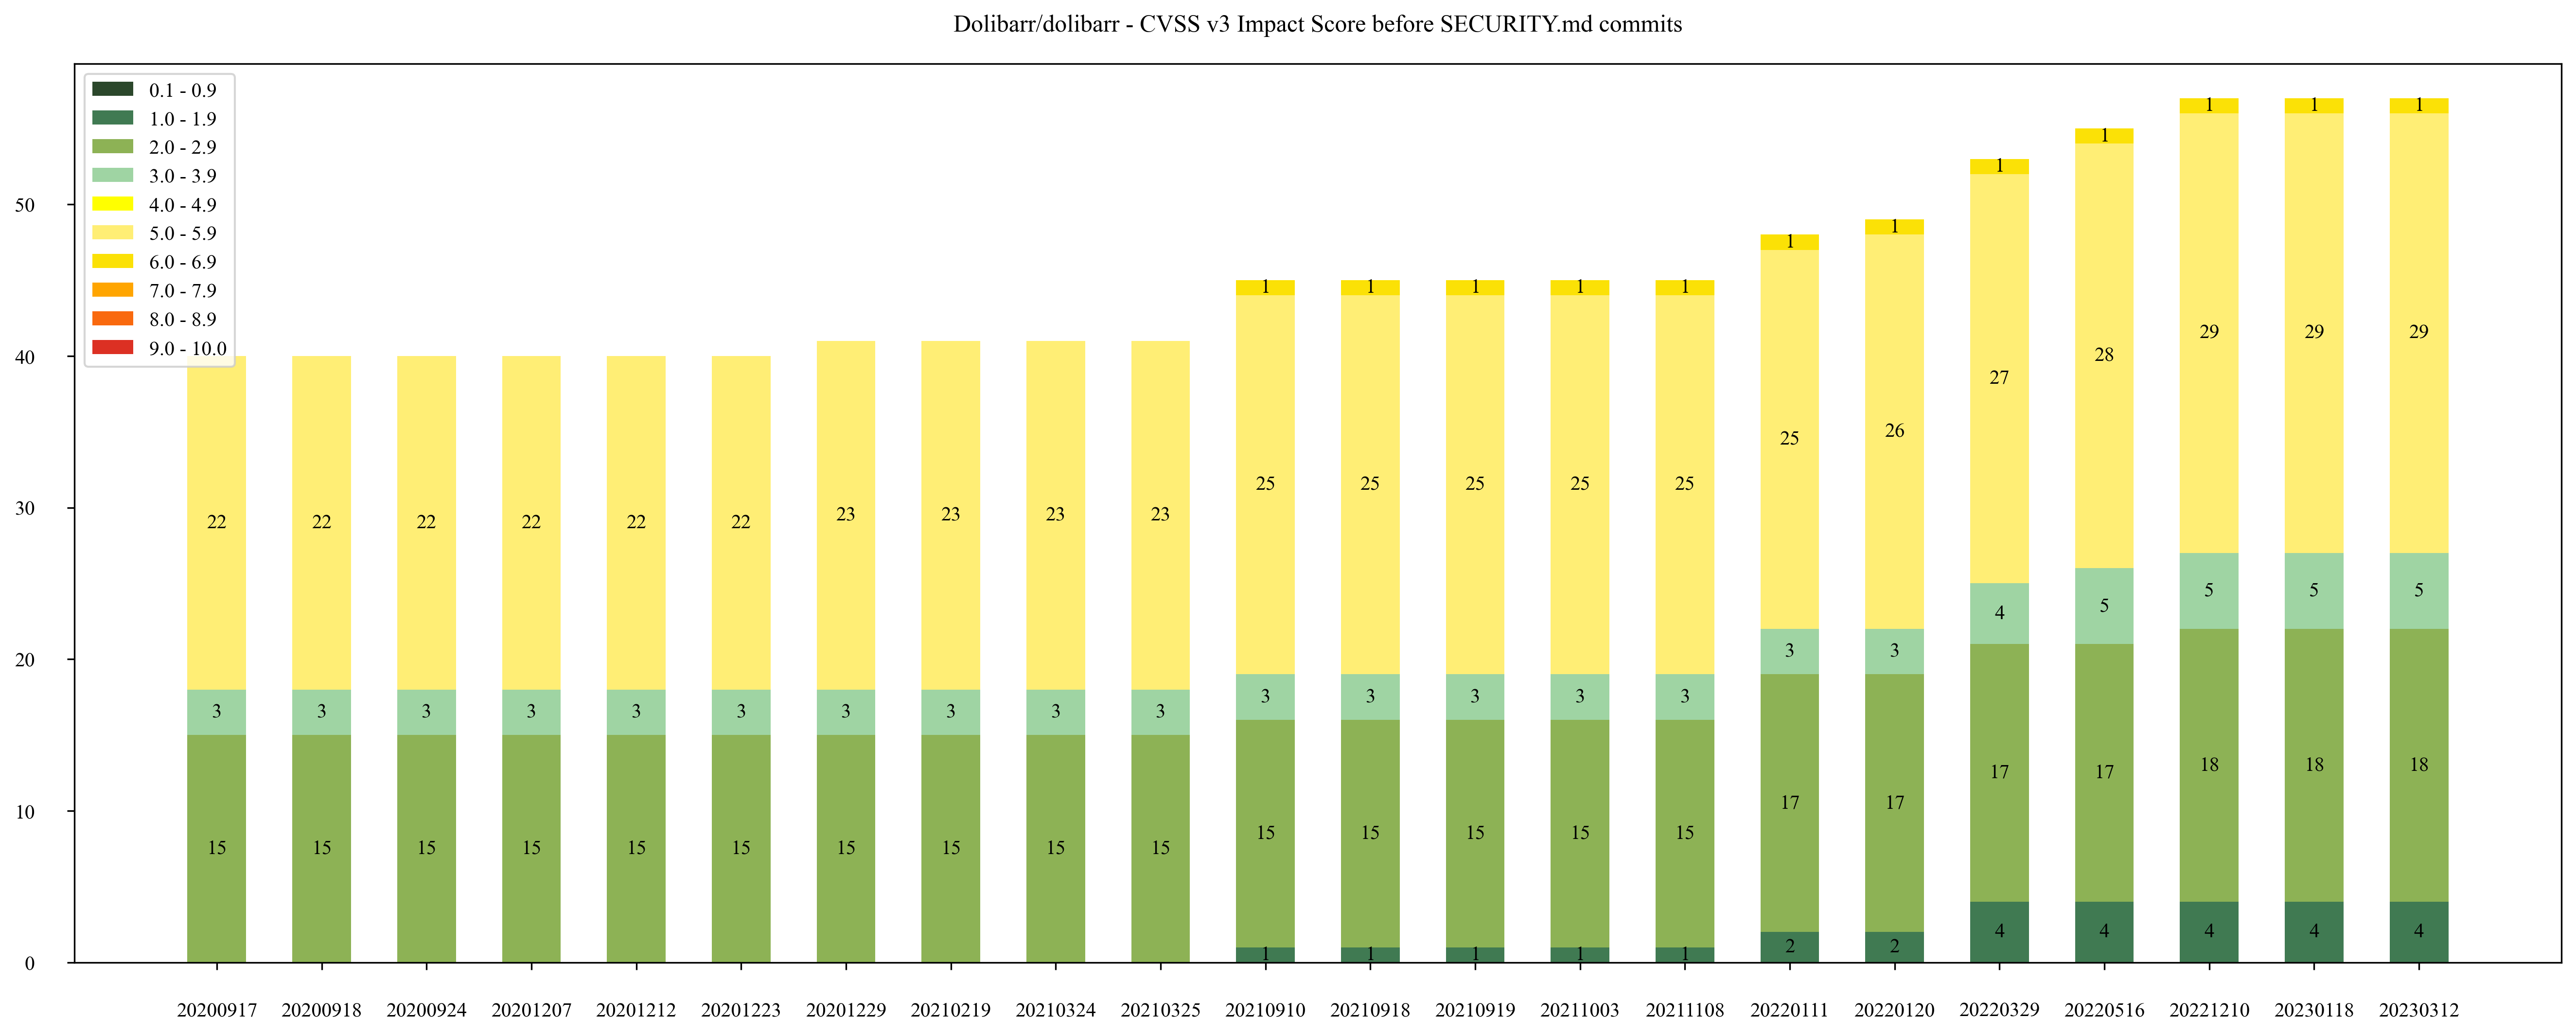 Dolibarr/dolibarr - CVSS v3 Impact Score before SECURITY.md commits
0.1 - 0.9
1.0 - 1.9
2.0 - 2.9
3.0 - 3.9
4.0 - 4.9
5.0 - 5.9
6.0 - 6.9
7.0 - 7.9
8.0 - 8.9
9.0 - 10.0
50
40
30
20
10
0
1 1 1 1 1 1 1 1 1 1 1 1
22 22 22 22 22 22 23 23 23 23 25 25 25 25 25 25 26 27 28 29 29 29
3 3 3 3 3 3 3 3 3 3 3 3 3 3 3 3 3 4 5 5 5 5
15 15 15 15 15 15 15 15 15 15 15 15 15 15 15 17 17 17 17 18 18 18
1 1 1 1 1 2 2 4 4 4 4 4
20200917 20200918 20200924 20201207 20201212 20201223 20201229 20210219 20210324 20210325 20210910 20210918 20210919 20211003 20211108 20220111 20220120 20220329 20220516 20221210 20230118 20230312